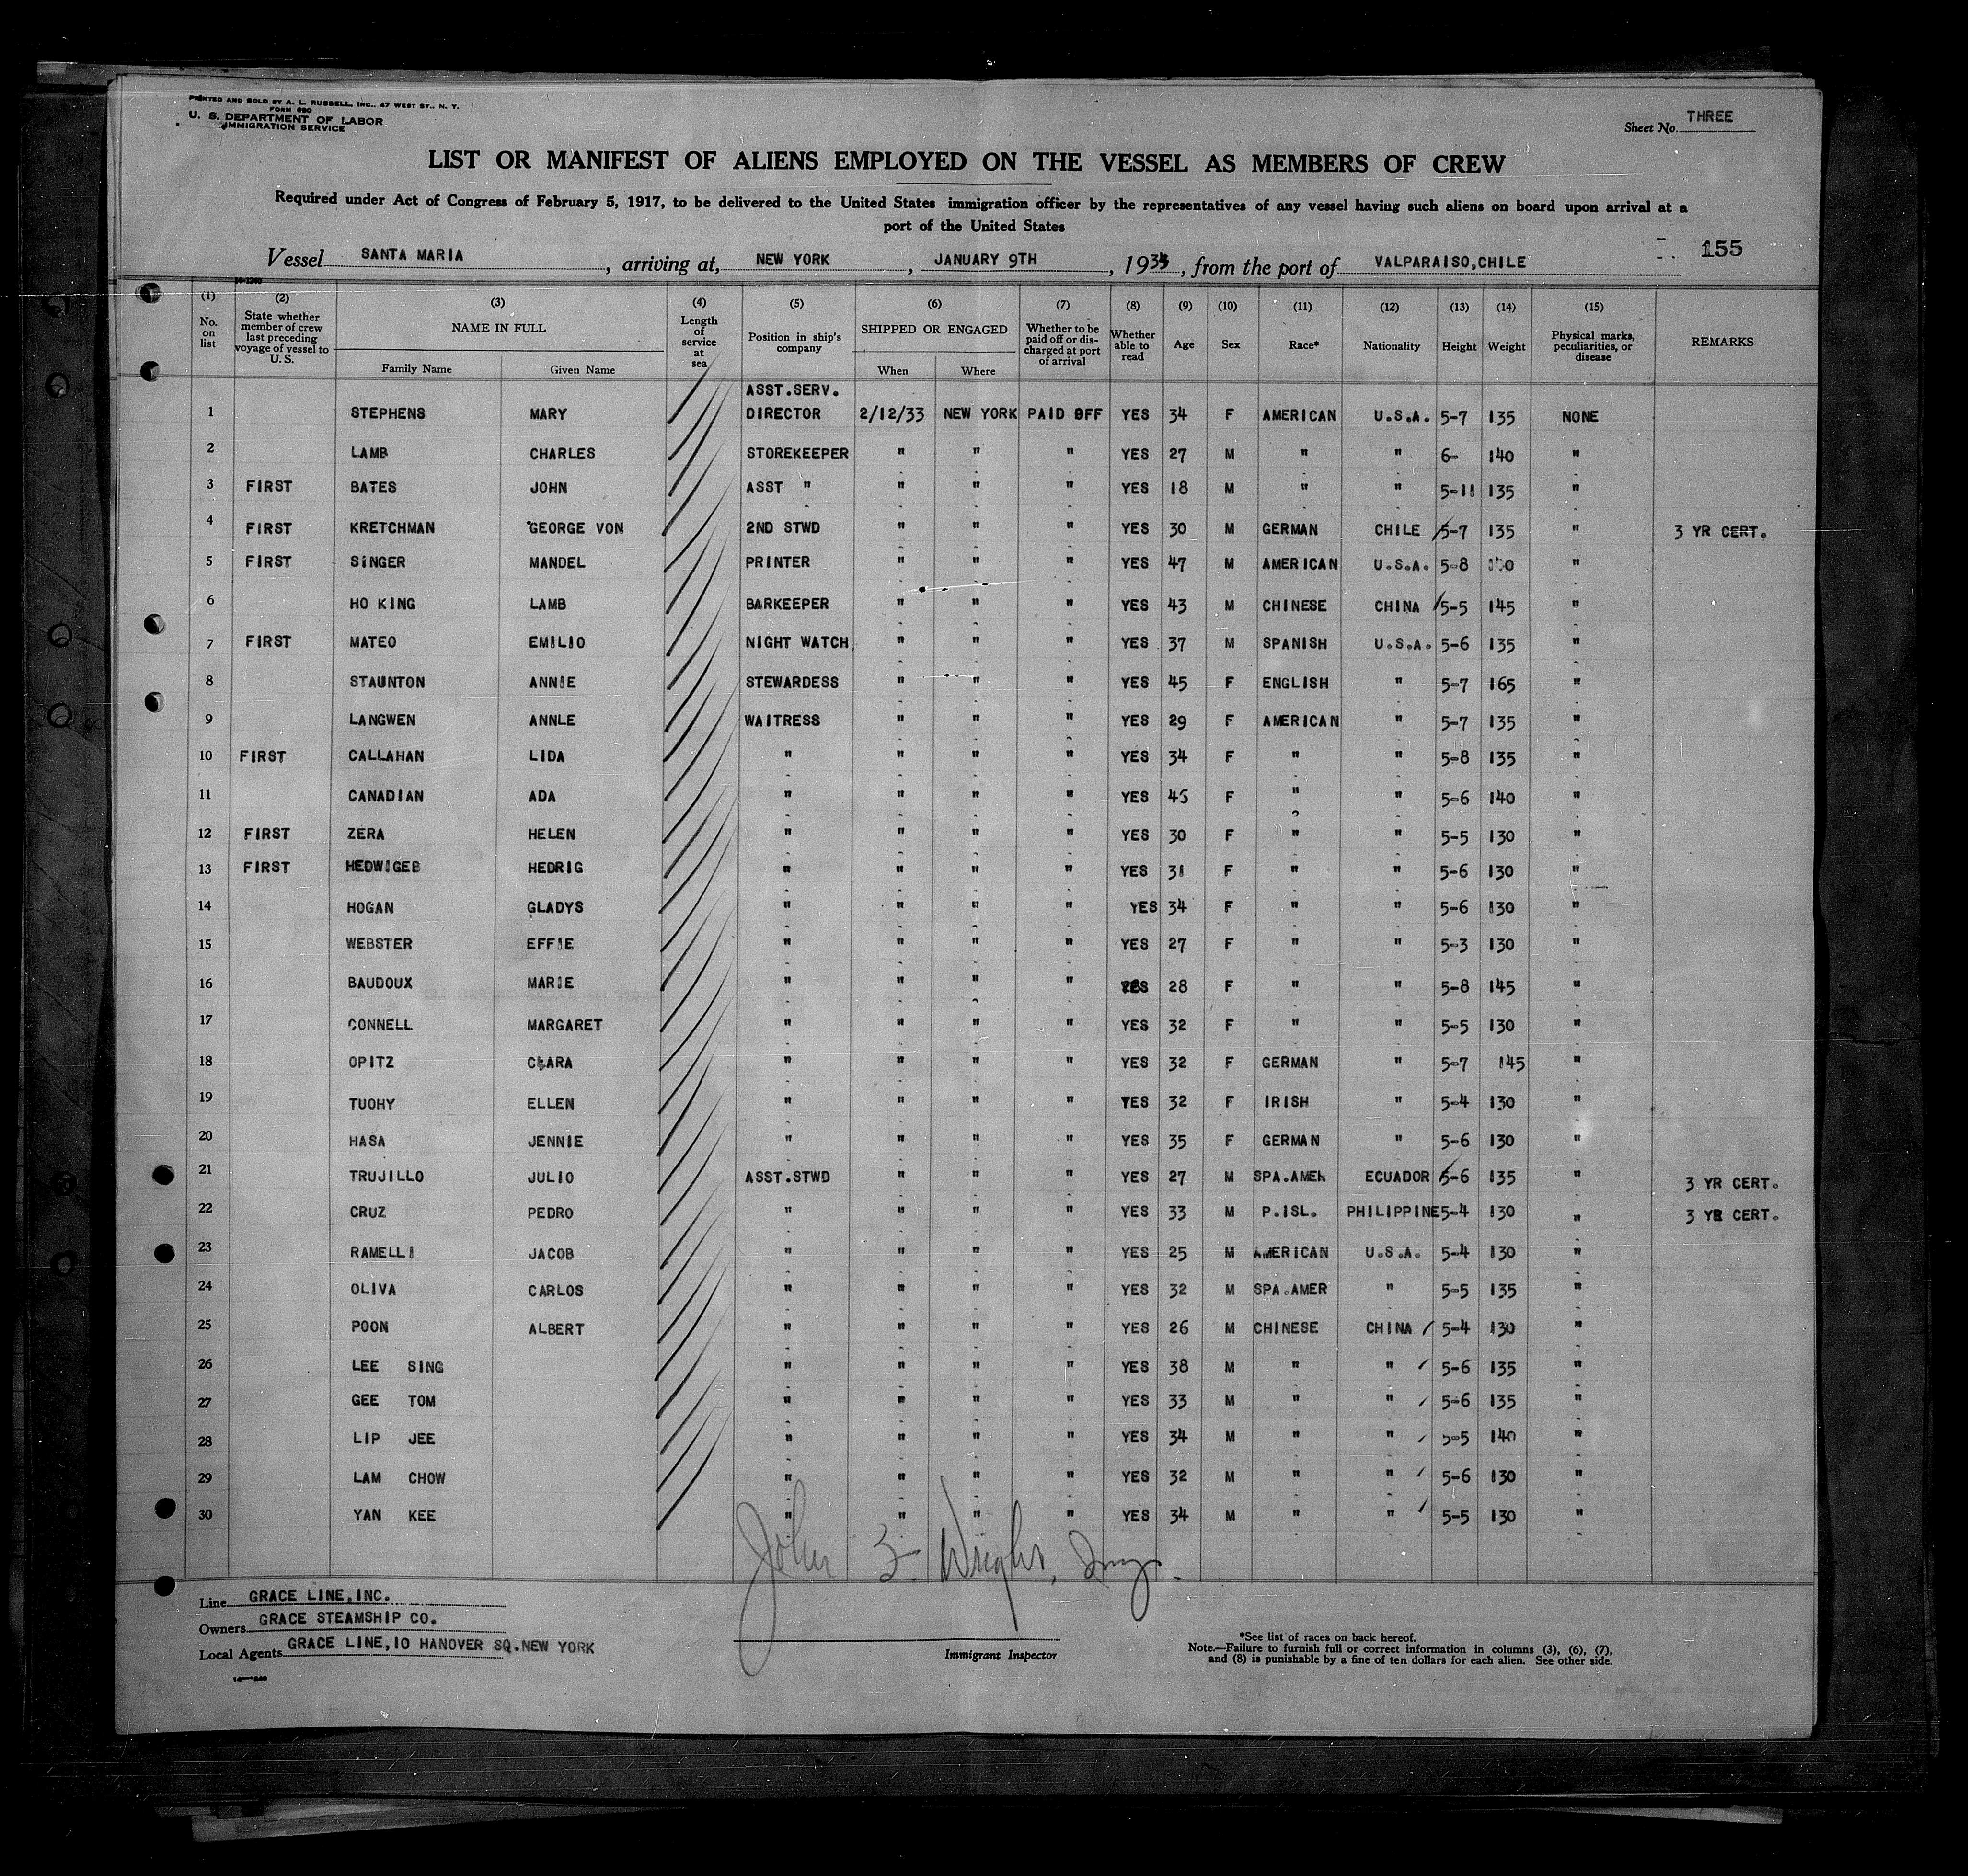 PRINTED AND SOLD BY A. L. RUSSELL, INC., 47 WEST ST., N. Y.
FORM 680
U. S. DEPARTMENT OF LABOR
IMMIGRATION SERVICE
Sheet No. THREE
LIST OR MANIFEST OF ALIENS EMPLOYED ON THE VESSEL AS MEMBERS OF CREW
Required under Act of Congress of February 5, 1917, to be delivered to the United States immigration officer by the representatives of any vessel having such aliens on board upon arrival at a
port of the United States
155
Vessel SANTA MARIA, arriving at, NEW YORK, JANUARY 9TH, 1934, from the port of VALPARAISO,CHILE
(1) No. on list (2) State whether member of crew last preceding voyage of vessel to U. S. (3) NAME IN FULL Family Name Given Name (4) Length of service at sea (5) Position in ship's company (6) SHIPPED OR ENGAGED When Where (7) Whether to be paid off or discharged at port of arrival (8) Whether able to read (9) Age (10) Sex (11) Race* (12) Nationality (13) Height (14) Weight (15) Physical marks, peculiarities, or disease REMARKS
1 STEPHENS MARY ASST.SERV. DIRECTOR 2/12/33 NEW YORK PAID OFF YES 34 F AMERICAN U.S.A. 5-7 135 NONE
2 LAMB CHARLES STOREKEEPER " " " YES 27 M " " 6- 140 "
3 FIRST BATES JOHN ASST " " " " YES 18 M " " 5-11 135 "
4 FIRST KRETCHMAN GEORGE VON 2ND STWD " " " YES 30 M GERMAN CHILE 5-7 135 " 3 YR CERT.
5 FIRST SINGER MANDEL PRINTER " " " YES 47 M AMERICAN U.S.A. 5-8 "
6 HO KING LAMB BARKEEPER " " " YES 43 M CHINESE CHINA 5-5 145 "
7 FIRST MATEO EMILIO NIGHT WATCH " " " YES 37 M SPANISH U.S.A. 5-6 135 "
8 STAUNTON ANNIE STEWARDESS " " " YES 45 F ENGLISH " 5-7 165 "
9 LANGWEN ANNLE WAITRESS " " " YES 29 F AMERICAN " 5-7 135 "
10 FIRST CALLAHAN LIDA " " " " YES 34 F " " 5-8 135 "
11 CANADIAN ADA " " " " YES F " " 5-6 140 "
12 FIRST ZERA HELEN " " " " YES 30 F " " 5-5 130 "
13 FIRST HEDWIGEB HEDRIG " " " " YES 31 F " " 5-6 130 "
14 HOGAN GLADYS " " " " YES 34 F " " 5-6 130 "
15 WEBSTER EFFIE " " " " YES 27 F " " 5-3 130 "
16 BAUDOUX MARIE " " " " YES 28 F " " 5-8 145 "
17 CONNELL MARGARET " " " " YES 32 F " " 5-5 130 "
18 OPITZ CLARA " " " " YES 32 F GERMAN " 5-7 145 "
19 TUOHY ELLEN " " " " YES 32 F IRISH " 5-4 130 "
20 HASA JENNIE " " " " YES 35 F GERMAN " 5-6 130 "
21 TRUJILLO JULIO ASST.STWD " " " YES 27 M SPA.AMER ECUADOR 5-6 135 " 3 YR CERT.
22 CRUZ PEDRO " " " " YES 33 M P.ISL. PHILIPPINE 5-4 130 " 3 YR CERT.
23 RAMELLI JACOB " " " " YES 25 M AMERICAN U.S.A. 5-4 130 "
24 OLIVA CARLOS " " " " YES 32 M SPA.AMER " 5-5 135 "
25 POON ALBERT " " " " YES 26 M CHINESE CHINA 5-4 130 "
26 LEE SING " " " " YES 38 M " " 5-6 135 "
27 GEE TOM " " " " YES 33 M " " 5-6 135 "
28 LIP JEE " " " " YES 34 M " " 5-5 140 "
29 LAM CHOW " " " " YES 32 M " " 5-6 130 "
30 YAN KEE " " " " YES 34 M " " 5-5 130 "
John Wright, Insp.
Line GRACE LINE,INC.
Owners GRACE STEAMSHIP CO.
Local Agents GRACE LINE,10 HANOVER SQ.NEW YORK
Immigrant Inspector
*See list of races on back hereof.
Note.—Failure to furnish full or correct information in columns (3), (6), (7),
and (8) is punishable by a fine of ten dollars for each alien. See other side.